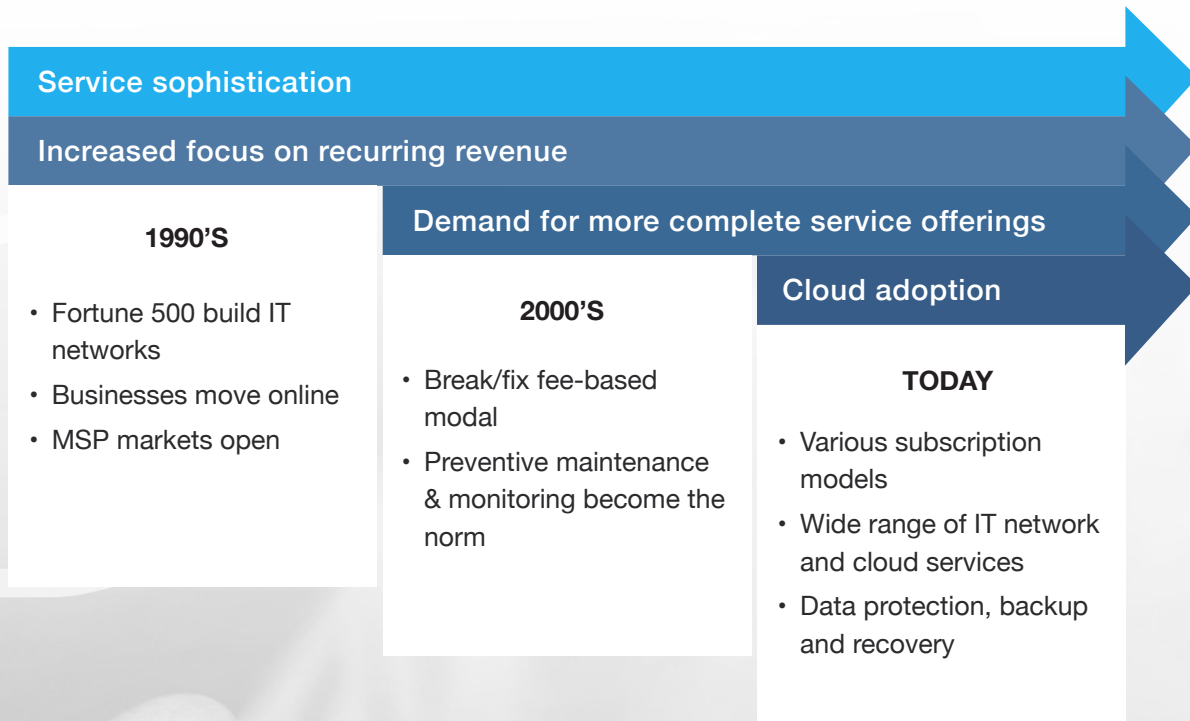 Service sophistication
Increased focus on recurring revenue
Demand for more complete service offerings
Cloud adoption
1990’S
• Fortune 500 build IT
networks
• Businesses move online
• MSP markets open
2000’S
• Break/fix fee-based
modal
• Preventive maintenance
& monitoring become the
norm
TODAY
• Various subscription
models
• Wide range of IT network
and cloud services
• Data protection, backup
and recovery